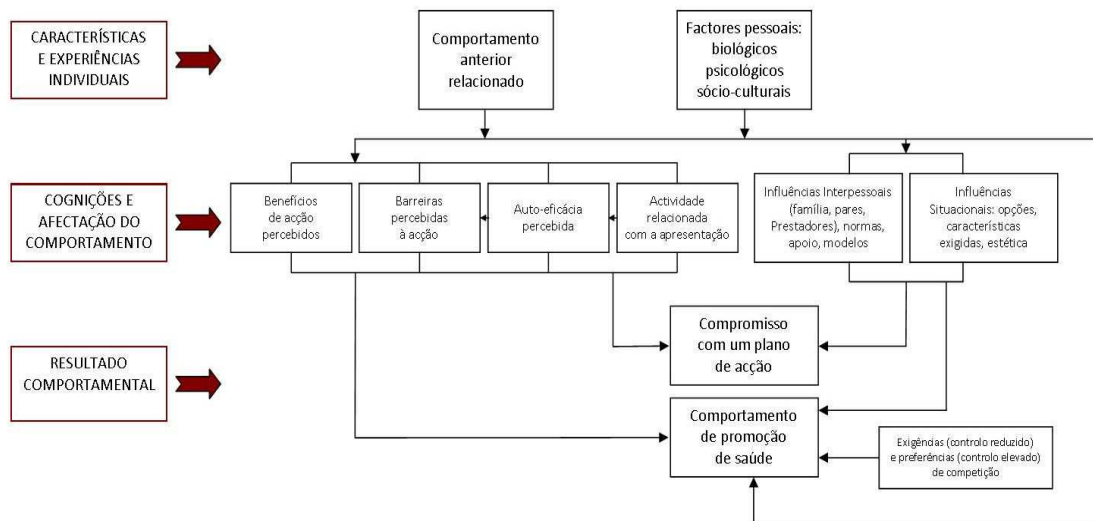 CARACTERÍSTICAS
E EXPERIÊNCIAS
INDIVIDUAIS
Comportamento
anterior
relacionado
Factores pessoais:
biológicos
psicológicos
sócio-culturais
COGNIÇÕES E
AFECTAÇÃO DO
COMPORTAMENTO
Benefícios
de acção
percebidos
Barreiras
percebidas
à acção
Auto-eficácia
percebida
Actividade
relacionada
com a apresentação
Influências Interpessoais
(família, pares,
Prestadores), normas,
apoio, modelos
Influências
Situacionais: opções,
características
exigidas, estética
RESULTADO
COMPORTAMENTAL
Compromisso
com um plano
de acção
Comportamento
de promoção
de saúde
Exigências (controlo reduzido)
e preferências (controlo elevado)
de competição